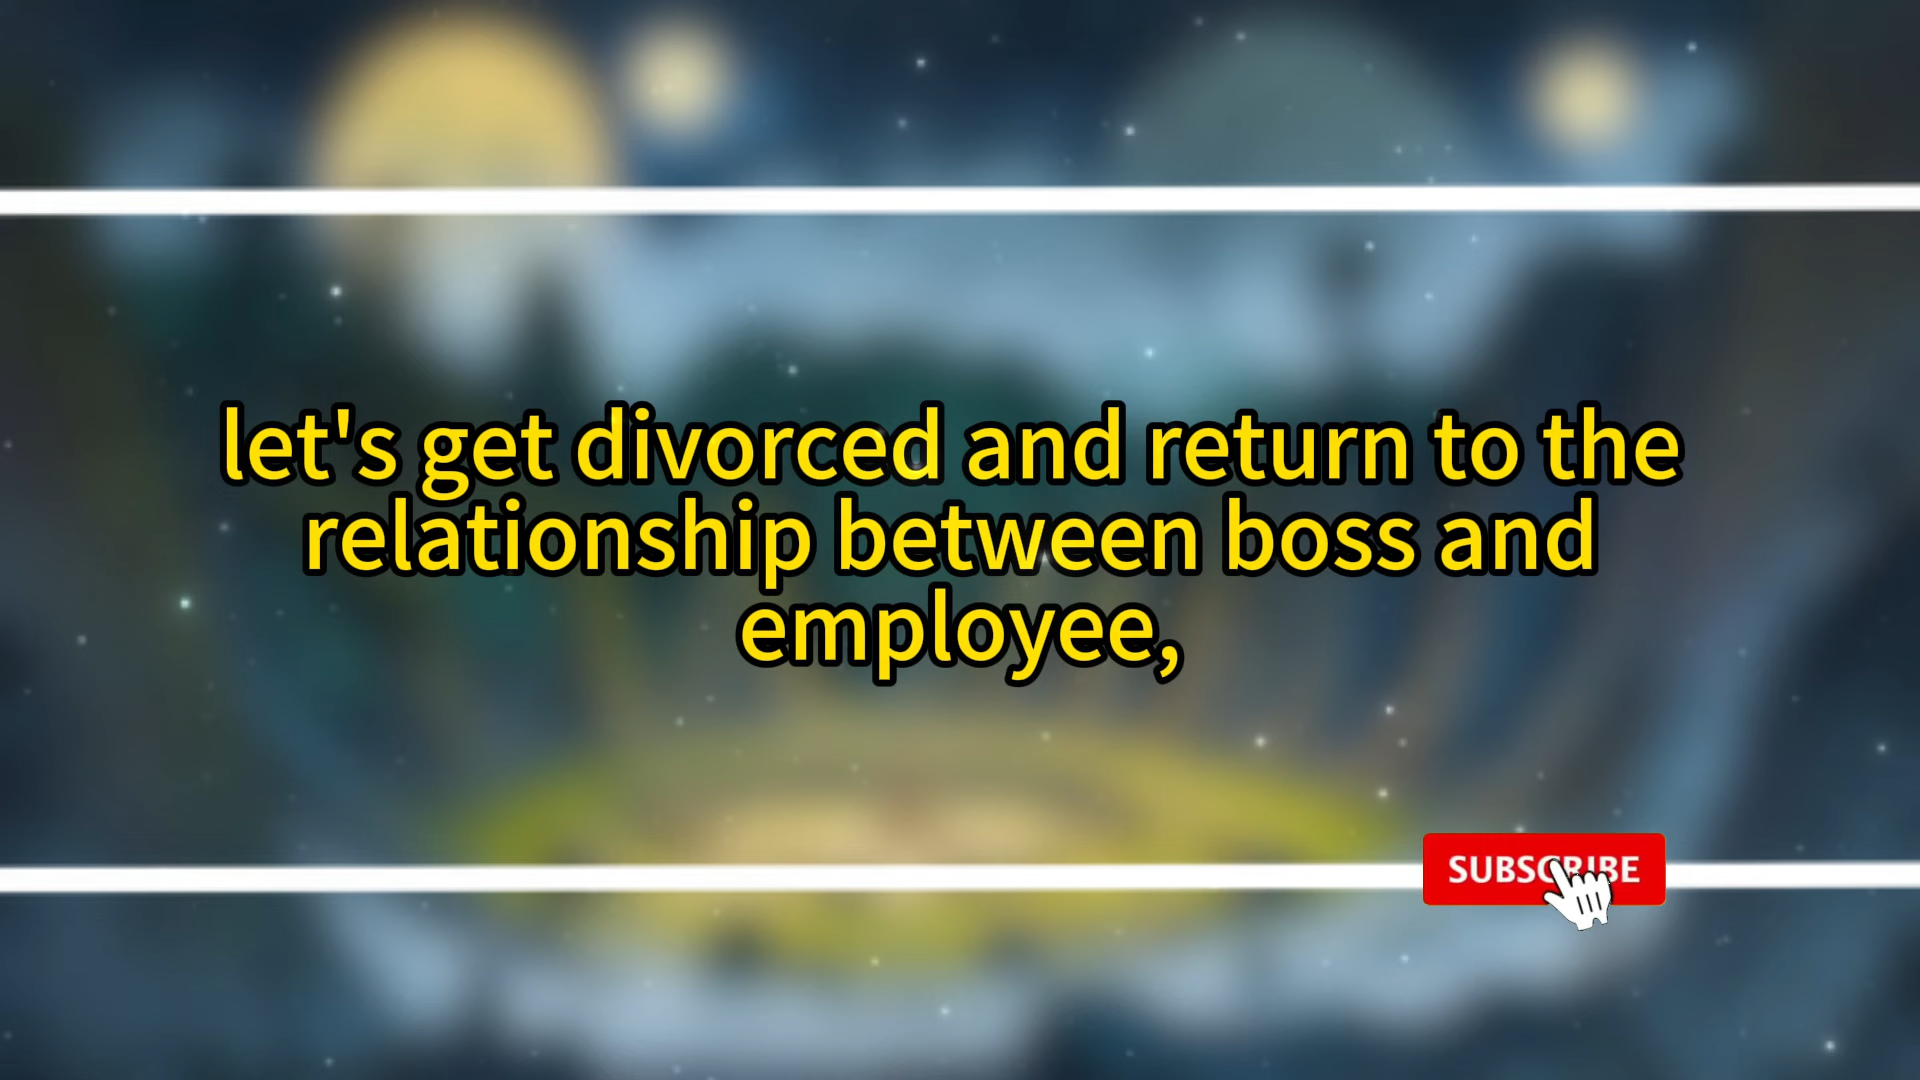 let's get divorced and return to the
relationship between boss and
employee,
SUBSCRIBE